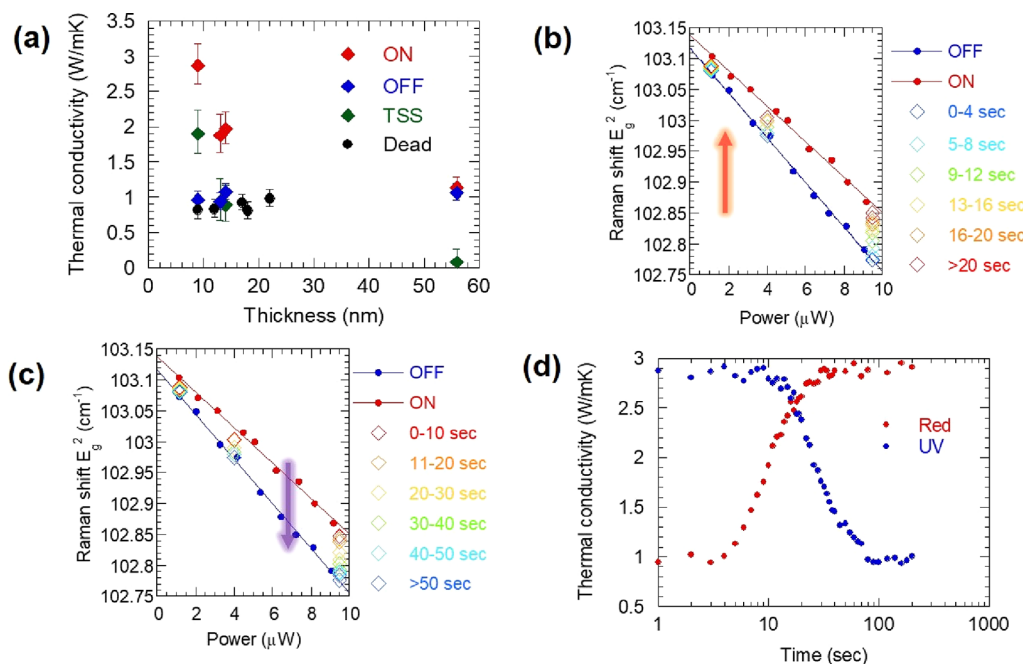 (a)
Thermal conductivity (W/mK)
3.5
3
2.5
2
1.5
1
0.5
0
0 10 20 30 40 50 60
Thickness (nm)
ON
OFF
TSS
Dead
(b)
Raman shift E_g^2 (cm^-1)
103.15
103.1
103.05
103
102.95
102.9
102.85
102.8
102.75
0 2 4 6 8 10
Power (μW)
OFF
ON
0-4 sec
5-8 sec
9-12 sec
13-16 sec
16-20 sec
>20 sec
(c)
Raman shift E_g^2 (cm^-1)
103.15
103.1
103.05
103
102.95
102.9
102.85
102.8
102.75
0 2 4 6 8 10
Power (μW)
OFF
ON
0-10 sec
11-20 sec
20-30 sec
30-40 sec
40-50 sec
>50 sec
(d)
Thermal conductivity (W/mK)
3
2.5
2
1.5
1
0.5
1 10 100 1000
Time (sec)
Red
UV